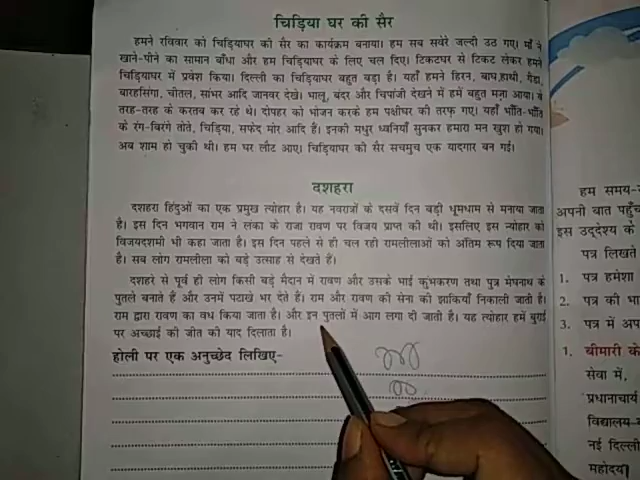 चिड़िया घर की सैर
हमने रविवार को चिड़ियाघर की सैर का कार्यक्रम बनाया। हम सब सवेरे जल्दी उठ गए। माँ ने
खाने-पीने का सामान बाँधा और हम चिड़ियाघर के लिए चल दिए। टिकटघर से टिकट लेकर हमने
चिड़ियाघर में प्रवेश किया। दिल्ली का चिड़ियाघर बहुत बड़ा है। यहाँ हमने हिरन, बाघ,हाथी, गैंडा,
बारहसिंगा, चीतल, सांभर आदि जानवर देखे। भालू, बंदर और चिपांजी देखने में हमें बहुत मज़ा आया। वे
तरह-तरह के करतब कर रहे थे। दोपहर को भोजन करके हम पक्षीघर की तरफ़ गए। यहाँ भाँति-भाँति
के रंग-बिरंगे तोते, चिड़िया, सफेद मोर आदि हैं। इनकी मधुर ध्वनियाँ सुनकर हमारा मन खुश हो गया।
अब शाम हो चुकी थी। हम घर लौट आए। चिड़ियाघर की सैर सचमुच एक यादगार बन गई।
दशहरा
दशहरा हिंदुओं का एक प्रमुख त्योहार है। यह नवरात्रों के दसवें दिन बड़ी धूमधाम से मनाया जाता
है। इस दिन भगवान राम ने लंका के राजा रावण पर विजय प्राप्त की थी। इसलिए इस त्योहार को
विजयदशमी भी कहा जाता है। इस दिन पहले से ही चल रही रामलीलाओं को अंतिम रूप दिया जाता
है। सब लोग रामलीला को बड़े उत्साह से देखते हैं।
दशहरे से पूर्व ही लोग किसी बड़े मैदान में रावण और उसके भाई कुंभकरण तथा पुत्र मेघनाथ के
पुतले बनाते हैं और उनमें पटाखे भर देते हैं। राम और रावण की सेना की झाकियाँ निकाली जाती है।
राम द्वारा रावण का वध किया जाता है। और इन पुतलों में आग लगा दी जाती है। यह त्योहार हमें बुराई
पर अच्छाई की जीत की याद दिलाता है।
होली पर एक अनुच्छेद लिखिए-
हम समय-
अपनी बात पहुँच
इस उद्देश्य के
पत्र लिखते
1. पत्र हमेशा
2. पत्र की भा
3. पत्र में अप
1. बीमारी के
सेवा में,
प्रधानाचार्य
विद्यालय
नई दिल्ली
महोदय।